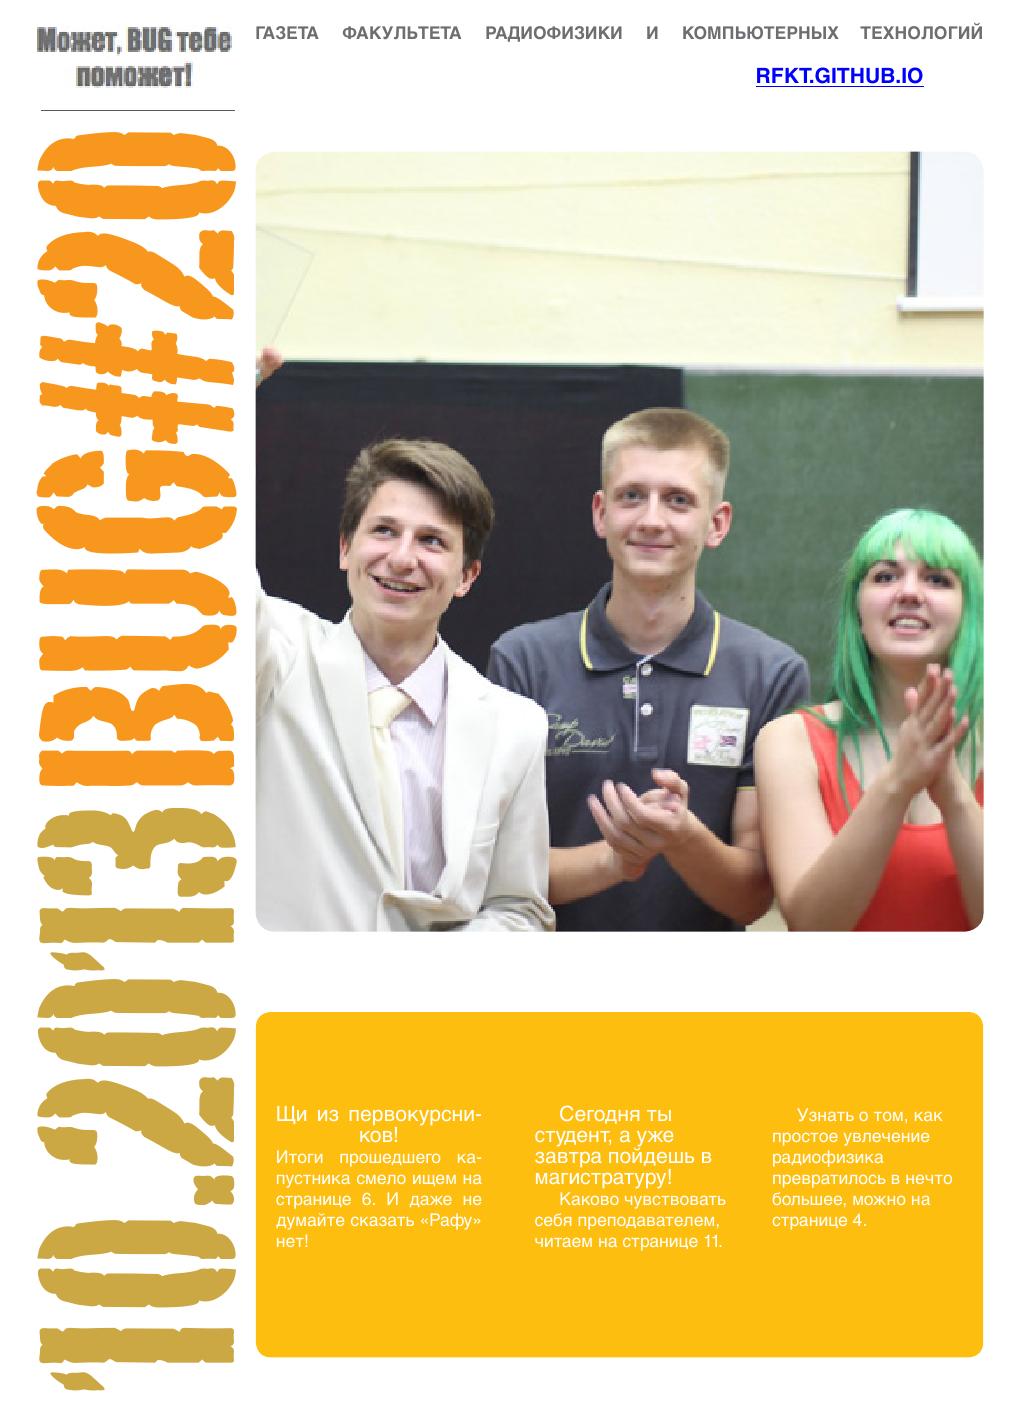 Может, BUG тебе
поможет!
ГАЗЕТА ФАКУЛЬТЕТА РАДИОФИЗИКИ И КОМПЬЮТЕРНЫХ ТЕХНОЛОГИЙ
RFKT.GITHUB.IO
10.2013 BUG#20
Щи из первокурсни-
ков!
Итоги прошедшего ка-
пустника смело ищем на
странице 6. И даже не
думайте сказать «Рафу»
нет!
Сегодня ты
студент, а уже
завтра пойдешь в
магистратуру!
Каково чувствовать
себя преподавателем,
читаем на странице 11.
Узнать о том, как
простое увлечение
радиофизика
превратилось в нечто
большее, можно на
странице 4.